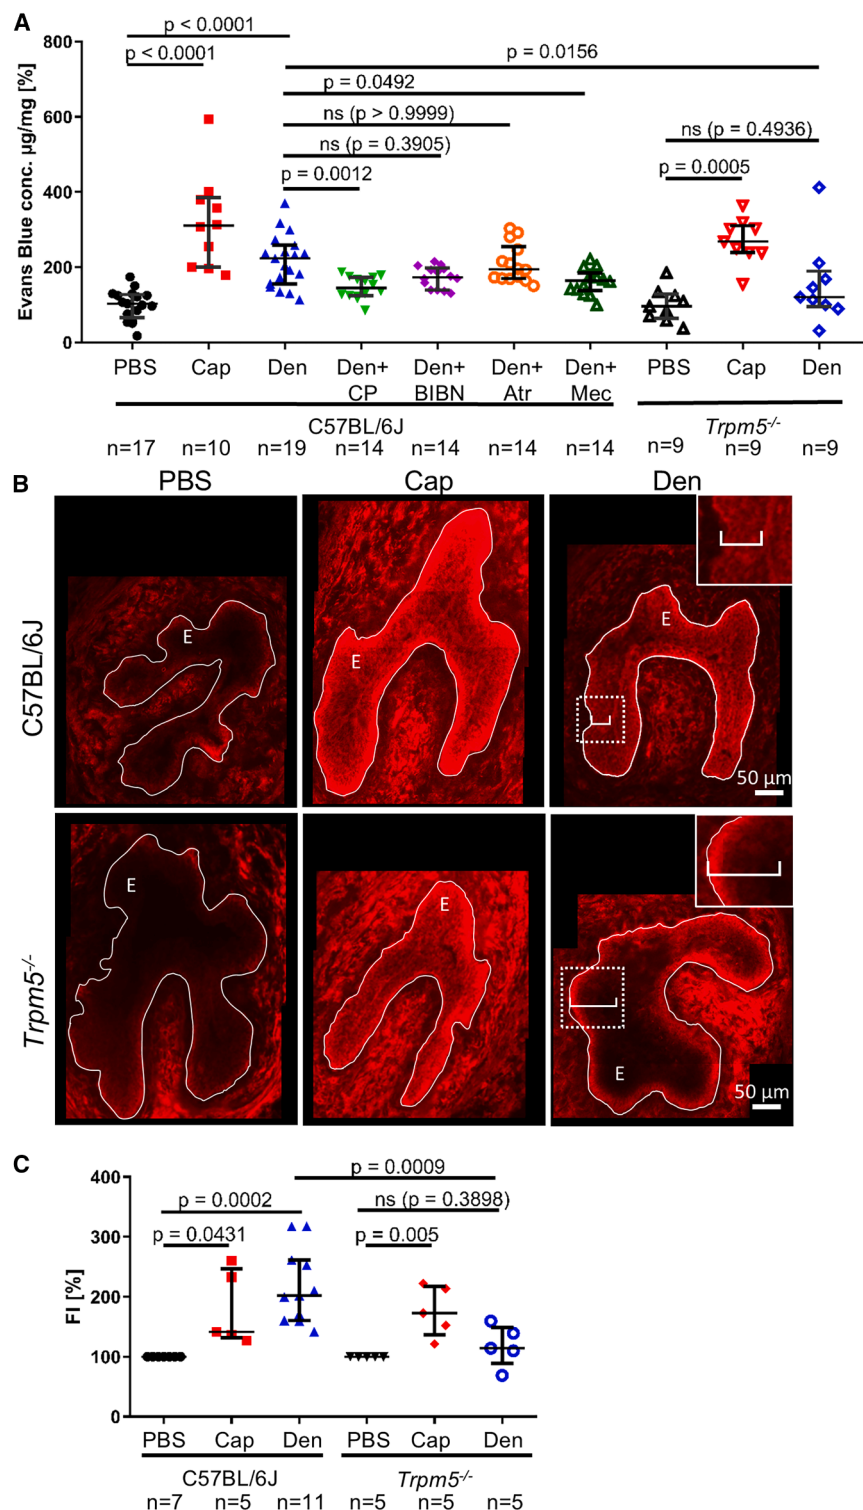 A
p < 0.0001
p < 0.0001
p = 0.0156
p = 0.0492
ns (p > 0.9999)
ns (p = 0.3905)
p = 0.0012
ns (p = 0.4936)
p = 0.0005
Evans Blue conc. µg/mg [%]
800
600
400
200
0
PBS Cap Den Den+ Den+ Den+ Den+ PBS Cap Den
CP BIBN Atr Mec
C57BL/6J Trpm5-/-
n=17 n=10 n=19 n=14 n=14 n=14 n=14 n=9 n=9 n=9
B
PBS Cap Den
C57BL/6J
E E E
50 µm
Trpm5-/-
E E E
50 µm
C
p = 0.0009
p = 0.0002 ns (p = 0.3898)
p = 0.0431 p = 0.005
FI [%]
400
300
200
100
0
PBS Cap Den PBS Cap Den
C57BL/6J Trpm5-/-
n=7 n=5 n=11 n=5 n=5 n=5